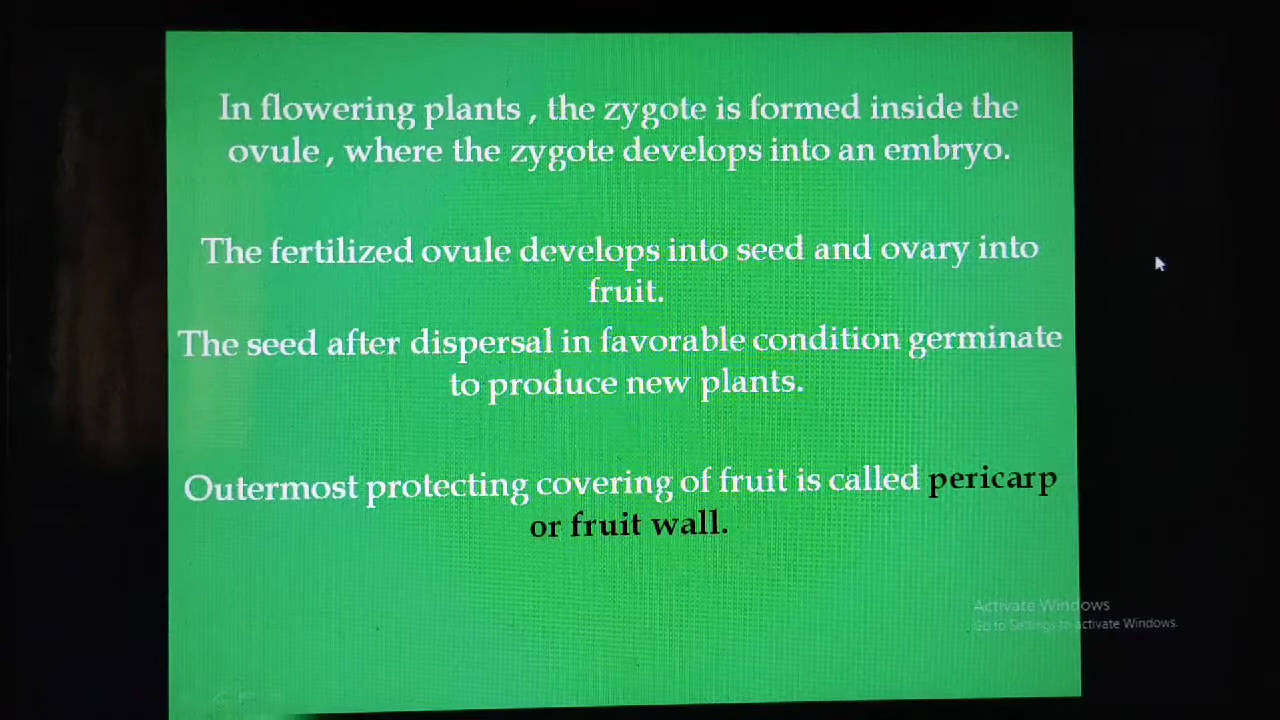 In flowering plants , the zygote is formed inside the
ovule , where the zygote develops into an embryo.
The fertilized ovule develops into seed and ovary into
fruit.
The seed after dispersal in favorable condition germinate
to produce new plants.
Outermost protecting covering of fruit is called pericarp
or fruit wall.
Activate Windows
Go to Settings to activate Windows.